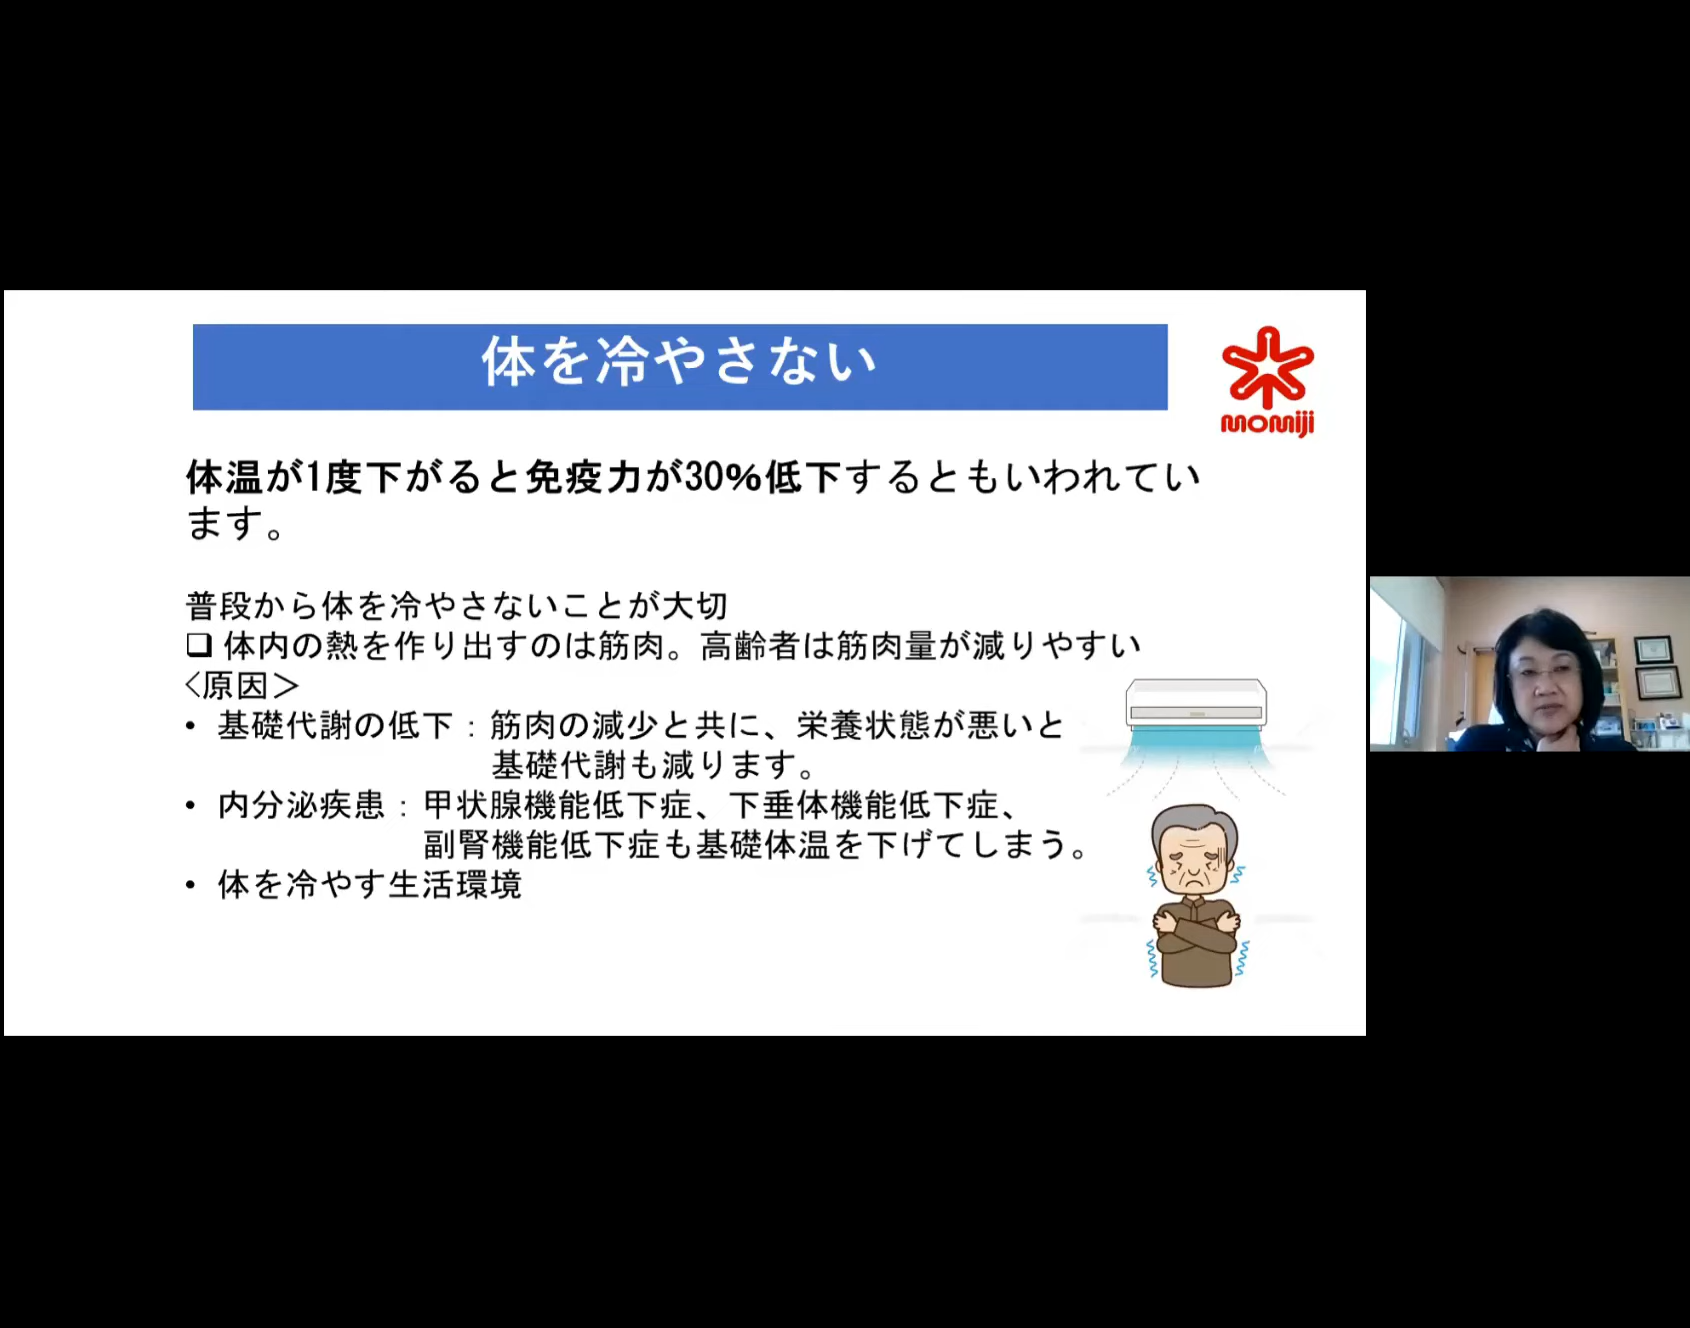 体を冷やさない
momiji
体温が1度下がると免疫力が30%低下するともいわれてい
ます。
普段から体を冷やさないことが大切
❑ 体内の熱を作り出すのは筋肉。高齢者は筋肉量が減りやすい
<原因＞
• 基礎代謝の低下：筋肉の減少と共に、栄養状態が悪いと
基礎代謝も減ります。
• 内分泌疾患：甲状腺機能低下症、下垂体機能低下症、
副腎機能低下症も基礎体温を下げてしまう。
• 体を冷やす生活環境